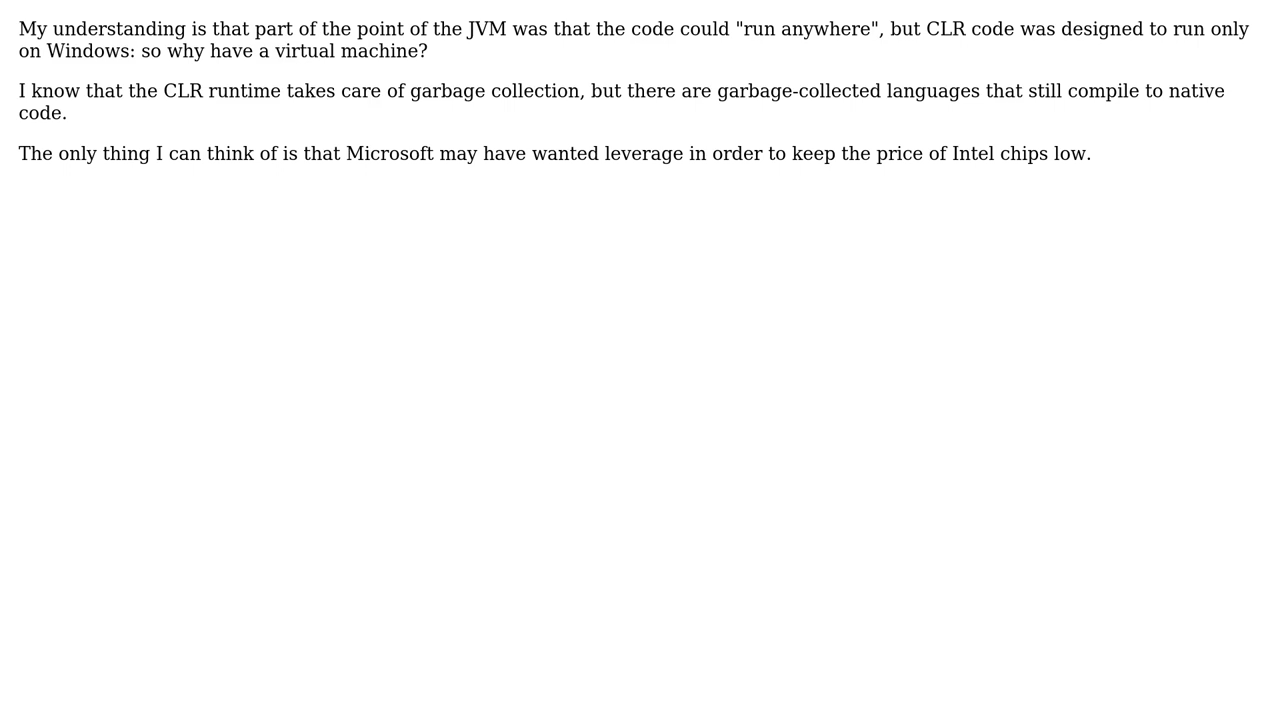 My understanding is that part of the point of the JVM was that the code could "run anywhere", but CLR code was designed to run only
on Windows: so why have a virtual machine?
I know that the CLR runtime takes care of garbage collection, but there are garbage-collected languages that still compile to native
code.
The only thing I can think of is that Microsoft may have wanted leverage in order to keep the price of Intel chips low.